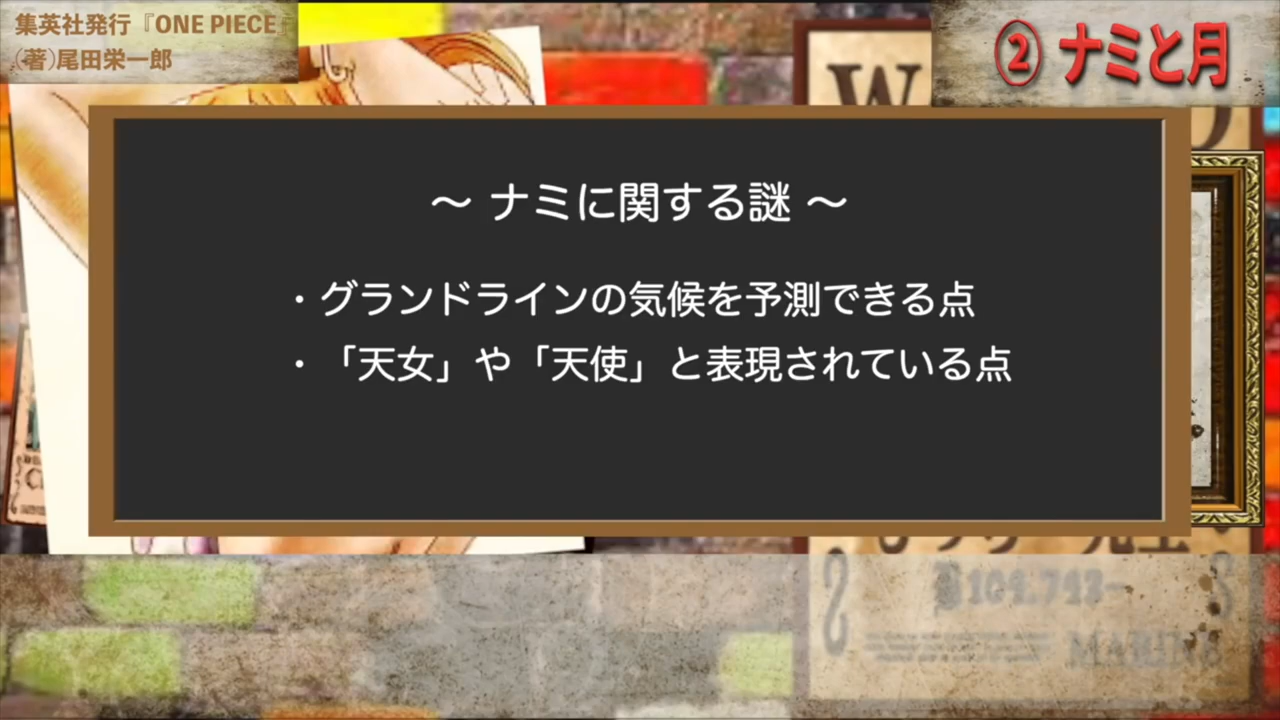 集英社発行『ONE PIECE』
(著)尾田栄一郎
② ナミと月
W
～ ナミに関する謎 ～
・グランドラインの気候を予測できる点
・「天女」や「天使」と表現されている点
MARINE